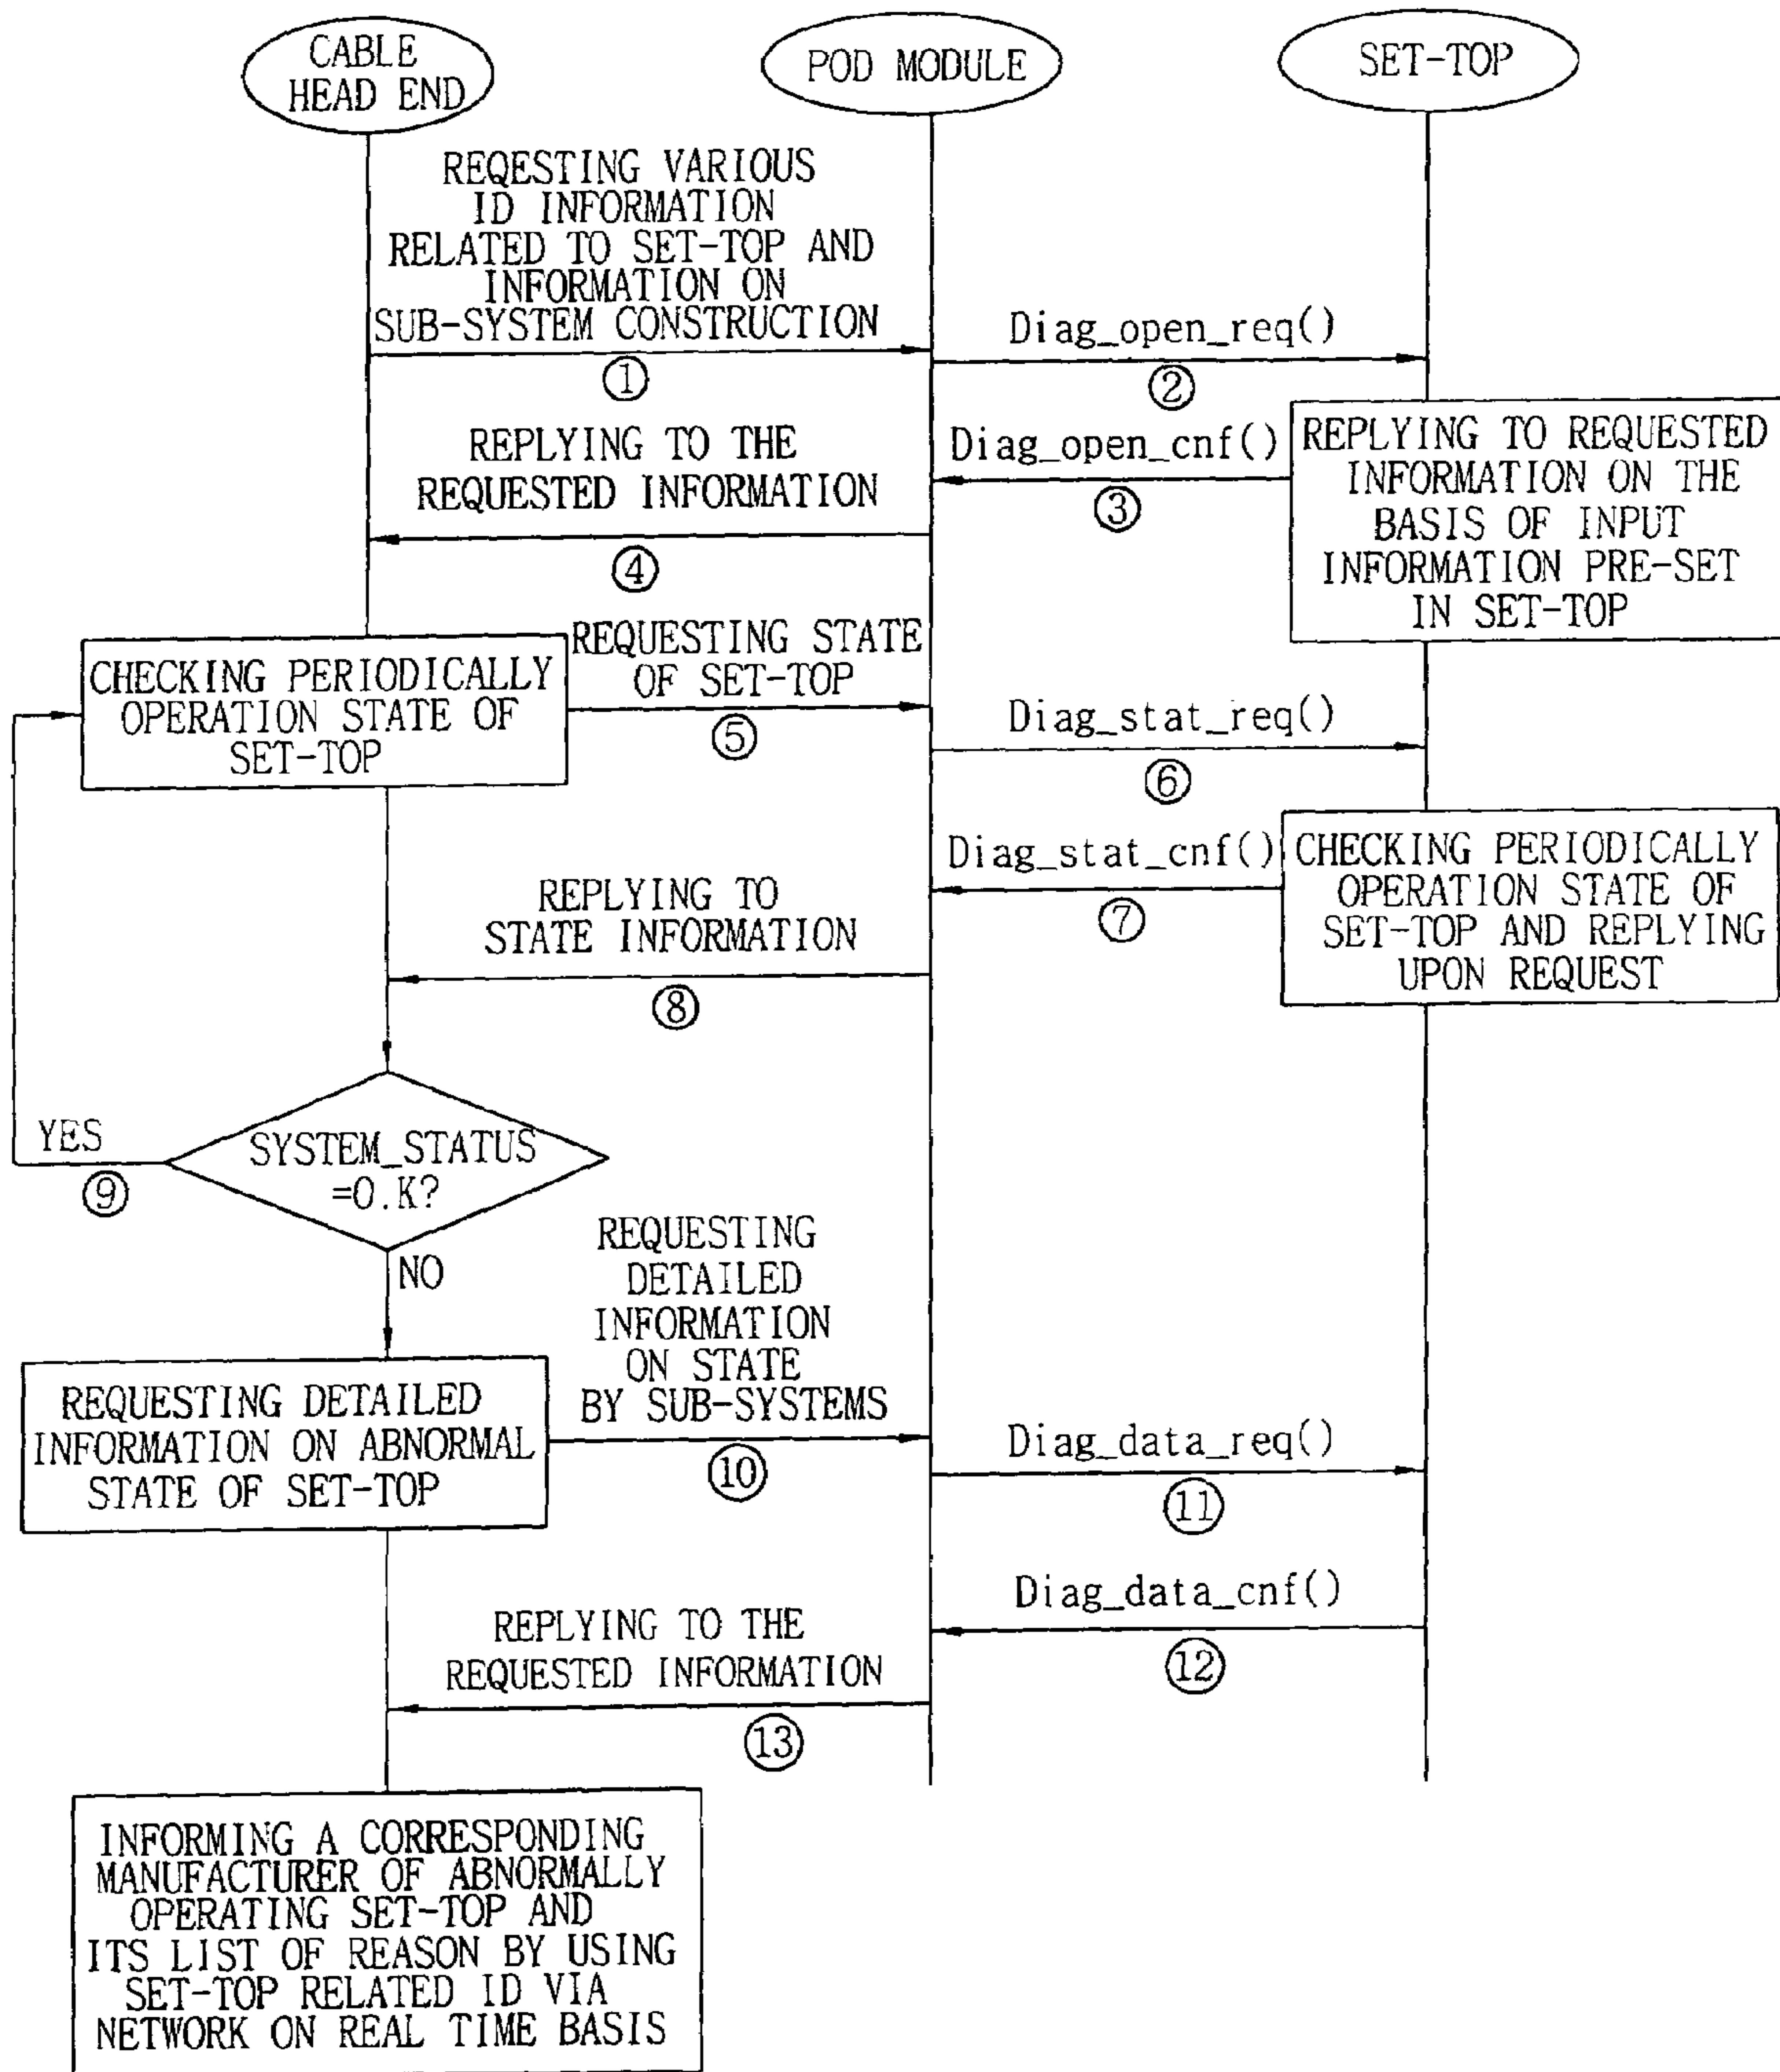 CABLE
HEAD END
POD MODULE
SET-TOP
REQESTING VARIOUS
ID INFORMATION
RELATED TO SET-TOP AND
INFORMATION ON
SUB-SYSTEM CONSTRUCTION
①
Diag_open_req()
②
Diag_open_cnf()
③
REPLYING TO REQUESTED
INFORMATION ON THE
BASIS OF INPUT
INFORMATION PRE-SET
IN SET-TOP
REPLYING TO THE
REQUESTED INFORMATION
④
CHECKING PERIODICALLY
OPERATION STATE OF
SET-TOP
REQUESTING STATE
OF SET-TOP
⑤
Diag_stat_req()
⑥
Diag_stat_cnf()
⑦
CHECKING PERIODICALLY
OPERATION STATE OF
SET-TOP AND REPLYING
UPON REQUEST
REPLYING TO
STATE INFORMATION
⑧
YES
⑨
SYSTEM_STATUS
=O.K?
NO
REQUESTING DETAILED
INFORMATION ON ABNORMAL
STATE OF SET-TOP
REQUESTING
DETAILED
INFORMATION
ON STATE
BY SUB-SYSTEMS
⑩
Diag_data_req()
⑪
Diag_data_cnf()
⑫
REPLYING TO THE
REQUESTED INFORMATION
⑬
INFORMING A CORRESPONDING
MANUFACTURER OF ABNORMALLY
OPERATING SET-TOP AND
ITS LIST OF REASON BY USING
SET-TOP RELATED ID VIA
NETWORK ON REAL TIME BASIS